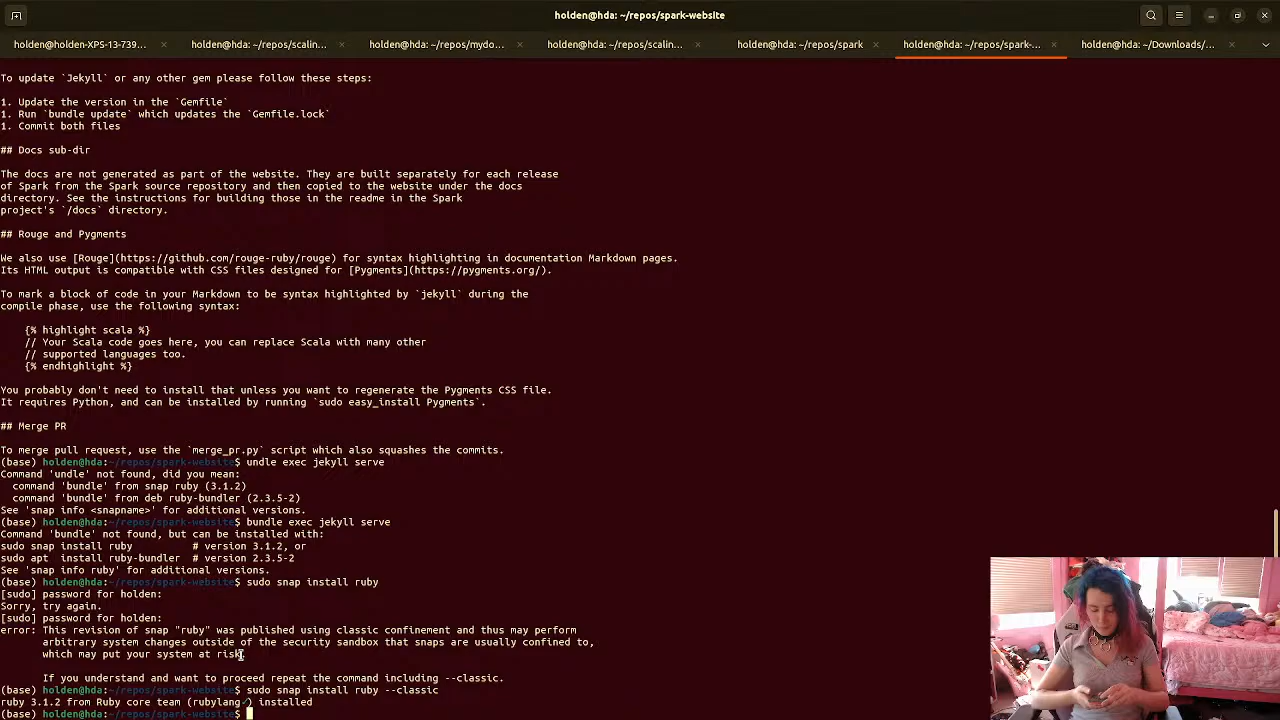 holden@hda: ~/repos/spark-website
holden@holden-XPS-13-739...
holden@hda: ~/repos/scalin...
holden@hda: ~/repos/mydo...
holden@hda: ~/repos/scalin...
holden@hda: ~/repos/spark
holden@hda: ~/repos/spark-...
holden@hda: ~/Downloads/...
To update `Jekyll` or any other gem please follow these steps:
1. Update the version in the `Gemfile`
1. Run `bundle update` which updates the `Gemfile.lock`
1. Commit both files
## Docs sub-dir
The docs are not generated as part of the website. They are built separately for each release
of Spark from the Spark source repository and then copied to the website under the docs
directory. See the instructions for building those in the readme in the Spark
project's `/docs` directory.
## Rouge and Pygments
We also use [Rouge](https://github.com/rouge-ruby/rouge) for syntax highlighting in documentation Markdown pages.
Its HTML output is compatible with CSS files designed for [Pygments](https://pygments.org/).
To mark a block of code in your Markdown to be syntax highlighted by `jekyll` during the
compile phase, use the following syntax:
{% highlight scala %}
// Your Scala code goes here, you can replace Scala with many other
// supported languages too.
{% endhighlight %}
You probably don't need to install that unless you want to regenerate the Pygments CSS file.
It requires Python, and can be installed by running `sudo easy_install Pygments`.
## Merge PR
To merge pull request, use the `merge_pr.py` script which also squashes the commits.
(base) holden@hda:~/repos/spark-website$ undle exec jekyll serve
Command 'undle' not found, did you mean:
command 'bundle' from snap ruby (3.1.2)
command 'bundle' from deb ruby-bundler (2.3.5-2)
See 'snap info <snapname>' for additional versions.
(base) holden@hda:~/repos/spark-website$ bundle exec jekyll serve
Command 'bundle' not found, but can be installed with:
sudo snap install ruby # version 3.1.2, or
sudo apt install ruby-bundler # version 2.3.5-2
See 'snap info ruby' for additional versions.
(base) holden@hda:~/repos/spark-website$ sudo snap install ruby
[sudo] password for holden:
Sorry, try again.
[sudo] password for holden:
error: This revision of snap "ruby" was published using classic confinement and thus may perform
arbitrary system changes outside of the security sandbox that snaps are usually confined to,
which may put your system at risk.
If you understand and want to proceed repeat the command including --classic.
(base) holden@hda:~/repos/spark-website$ sudo snap install ruby --classic
ruby 3.1.2 from Ruby core team (rubylang✓) installed
(base) holden@hda:~/repos/spark-website$